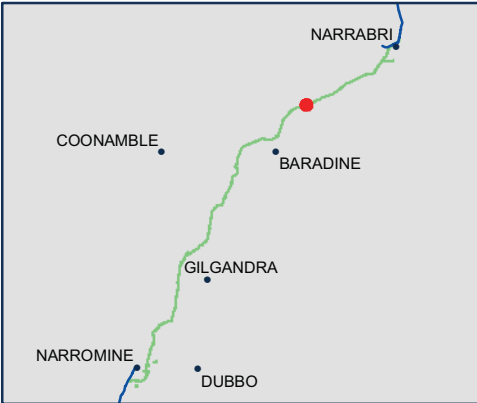 NARRABRI
COONAMBLE
BARADINE
GILGANDRA
NARROMINE
DUBBO